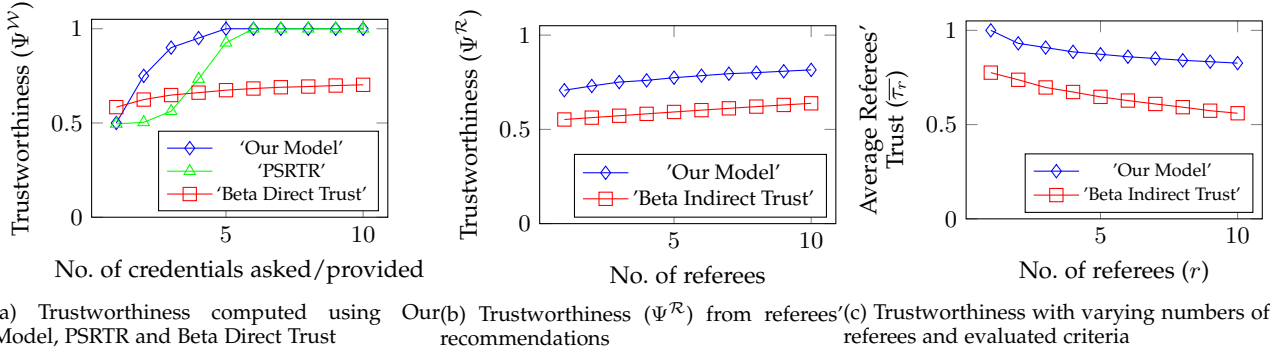 Trustworthiness (Ψ^𝒲)
1
0.5
0
5
10
'Our Model'
'PSRTR'
'Beta Direct Trust'
No. of credentials asked/provided
Trustworthiness (Ψ^ℛ)
1
0.5
0
5
10
'Our Model'
'Beta Indirect Trust'
No. of referees
Average Referees'
Trust (π̅_r)
1
0.5
0
5
10
'Our Model'
'Beta Indirect Trust'
No. of referees (r)
a) Trustworthiness computed using Our
Model, PSRTR and Beta Direct Trust
(b) Trustworthiness (Ψ^ℛ) from referees'
recommendations
(c) Trustworthiness with varying numbers of
referees and evaluated criteria